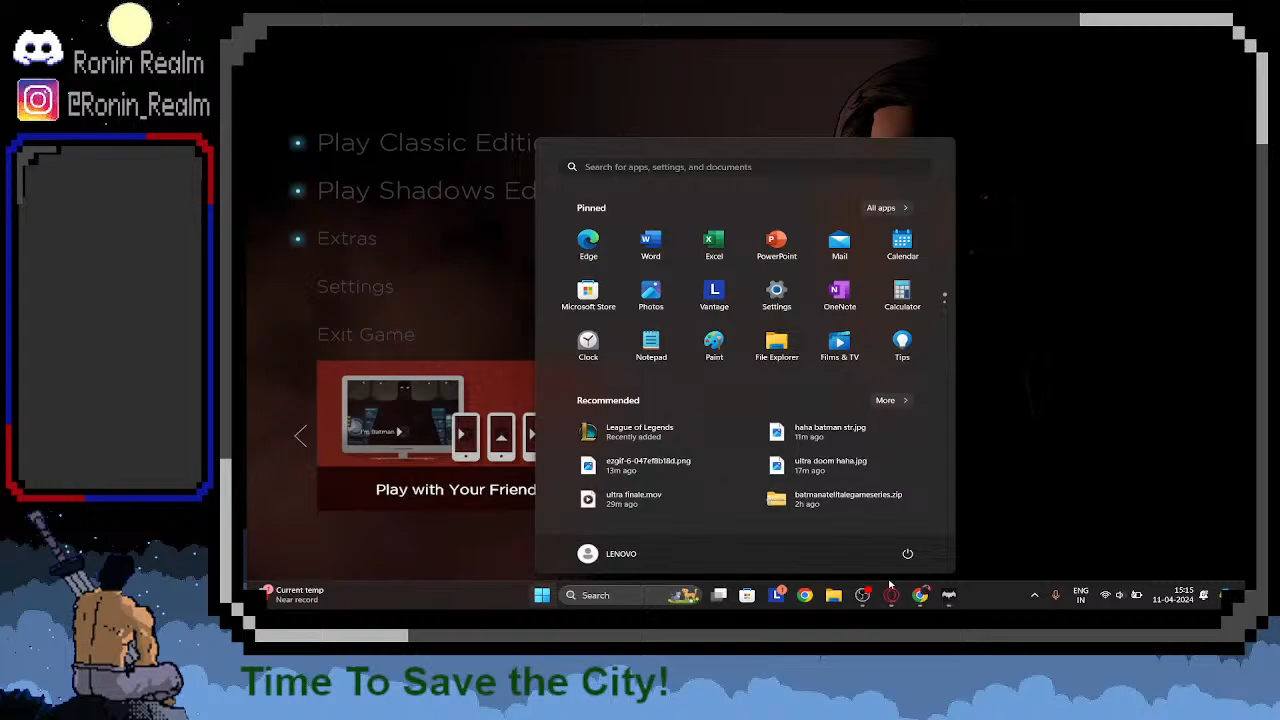 Ronin Realm
@Ronin_Realm
Play Classic Editi
Play Shadows Ed
Extras
Settings
Exit Game
I'm Batman
Play with Your Friend
Search for apps, settings, and documents
Pinned
All apps >
Edge
Word
Excel
PowerPoint
Mail
Calendar
Microsoft Store
Photos
Vantage
Settings
OneNote
Calculator
Clock
Notepad
Paint
File Explorer
Films & TV
Tips
Recommended
More >
League of Legends
Recently added
haha batman str.jpg
11m ago
ezgif-6-047ef8b18d.png
13m ago
ultra doom haha.jpg
17m ago
ultra finale.mov
29m ago
batmanatelltalegameseries.zip
2h ago
LENOVO
Current temp
Near record
Search
ENG
IN
15:15
11-04-2024
Time To Save the City!